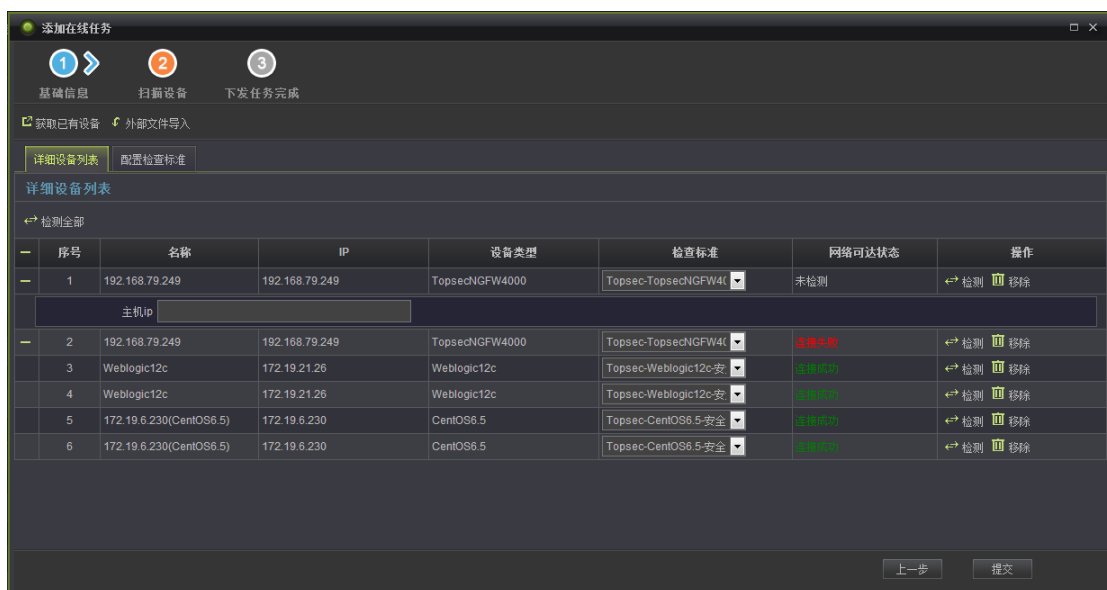 添加在线任务
1 2 3
基础信息 扫描设备 下发任务完成
获取已有设备 外部文件导入
详细设备列表 配置检查标准
详细设备列表
检测全部
序号 名称 IP 设备类型 检查标准 网络可达状态 操作
1 192.168.79.249 192.168.79.249 TopsecNGFW4000 Topsec-TopsecNGFW4( 未检测 检测 移除
主机ip
2 192.168.79.249 192.168.79.249 TopsecNGFW4000 Topsec-TopsecNGFW4( 连接失败 检测 移除
3 Weblogic12c 172.19.21.26 Weblogic12c Topsec-Weblogic12c-安 连接成功 检测 移除
4 Weblogic12c 172.19.21.26 Weblogic12c Topsec-Weblogic12c-安 连接成功 检测 移除
5 172.19.6.230(CentOS6.5) 172.19.6.230 CentOS6.5 Topsec-CentOS6.5-安全 连接成功 检测 移除
6 172.19.6.230(CentOS6.5) 172.19.6.230 CentOS6.5 Topsec-CentOS6.5-安全 连接成功 检测 移除
上一步 提交